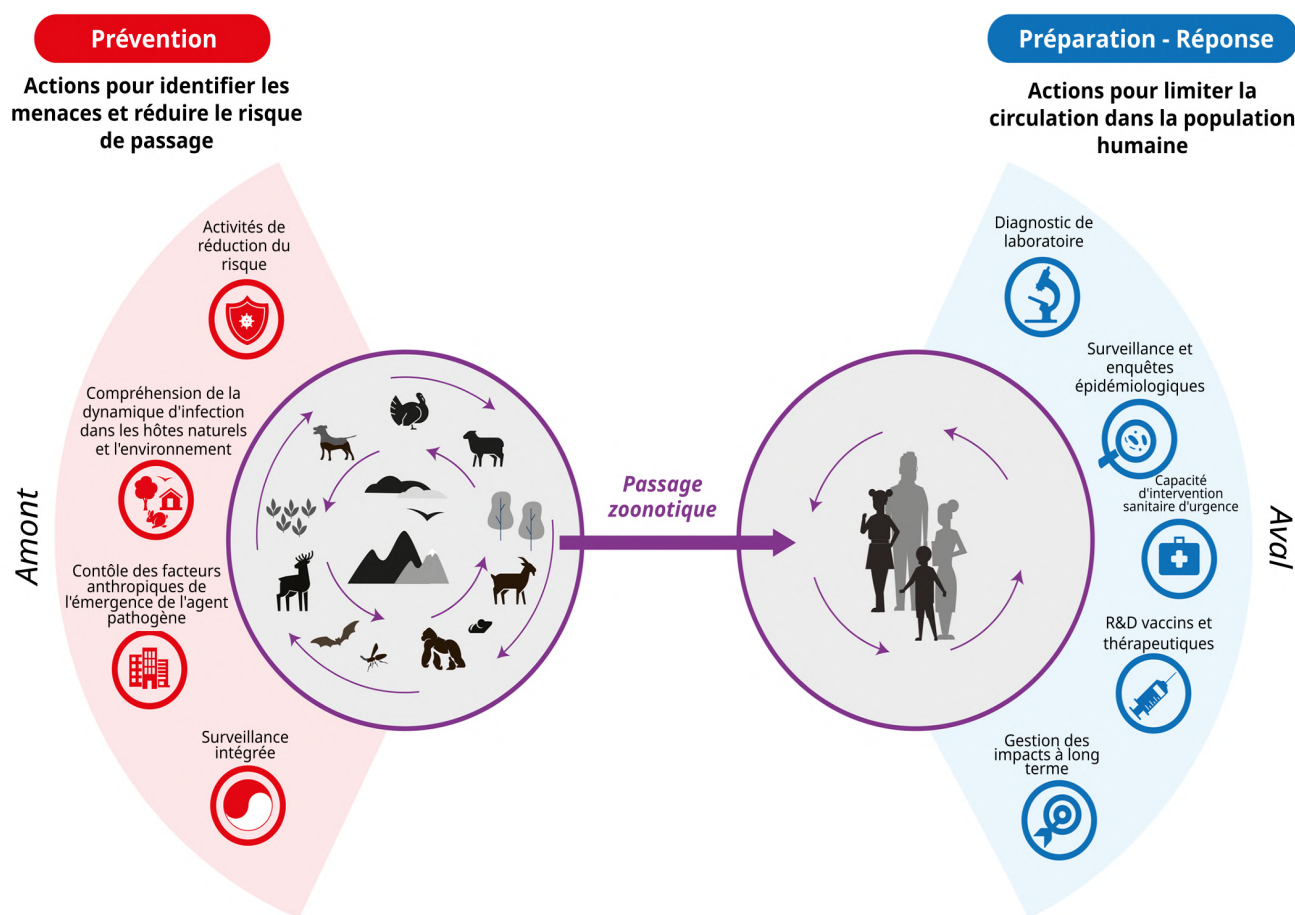 Prévention
Actions pour identifier les
menaces et réduire le risque
de passage
Activités de
réduction du
risque
Compréhension de la
dynamique d'infection
dans les hôtes naturels
et l'environnement
Contôle des facteurs
anthropiques de
l'émergence de l'agent
pathogène
Surveillance
intégrée
Amont
Passage
zoonotique
Préparation - Réponse
Actions pour limiter la
circulation dans la population
humaine
Diagnostic de
laboratoire
Surveillance et
enquêtes
épidémiologiques
Capacité
d'intervention
sanitaire d'urgence
R&D vaccins et
thérapeutiques
Gestion des
impacts à long
terme
Aval